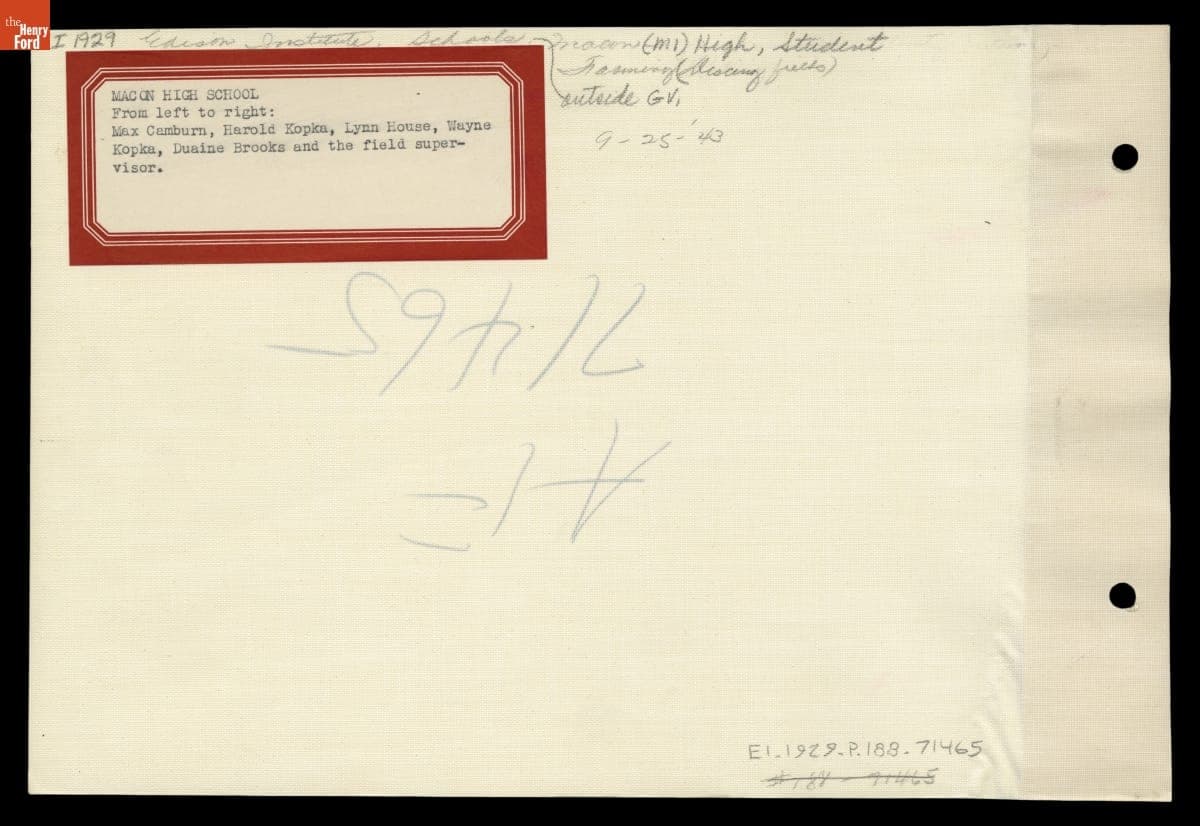 the
Henry
Ford
I 1929 Edison Institute. Schools. Macon (MI) High, Student
Farming (Discing fields)
outside GV.
9-25-'43
MACON HIGH SCHOOL
From left to right:
Max Camburn, Harold Kopka, Lynn House, Wayne
Kopka, Duaine Brooks and the field super-
visor.
71465
A1
EI.1929.P.188.71465
#188-71465